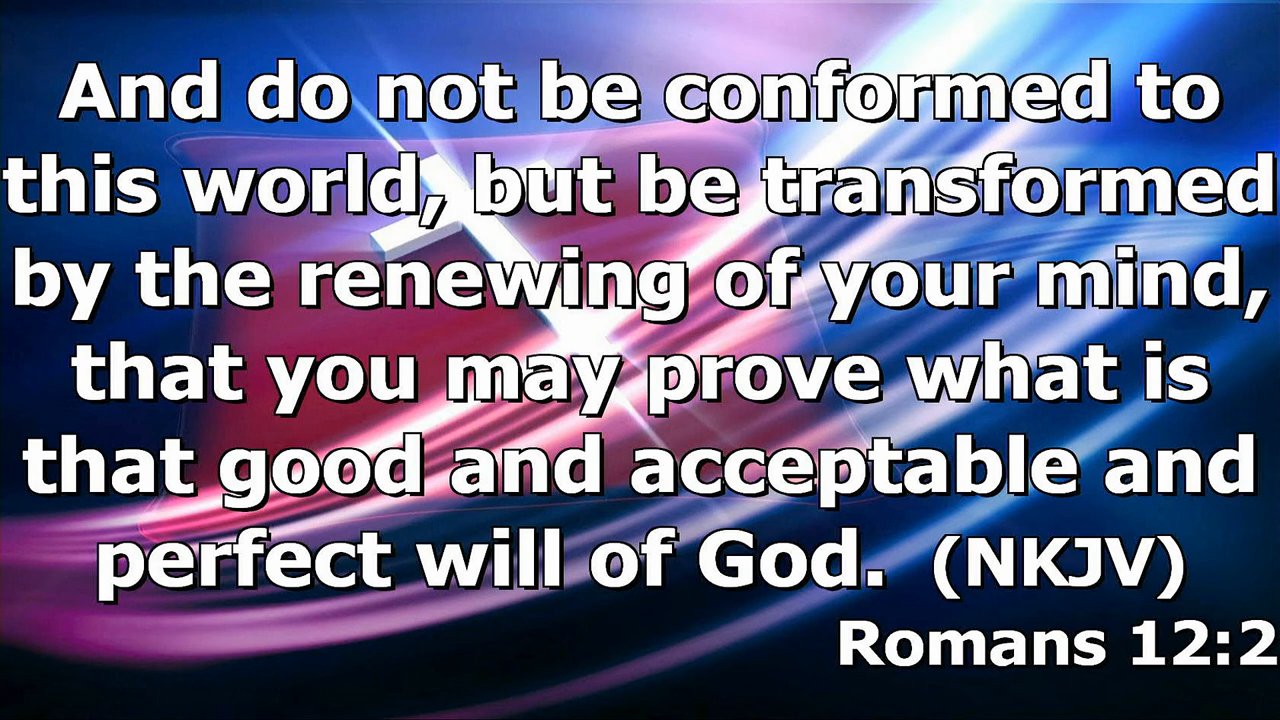 And do not be conformed to
this world, but be transformed
by the renewing of your mind,
that you may prove what is
that good and acceptable and
perfect will of God. (NKJV)
Romans 12:2